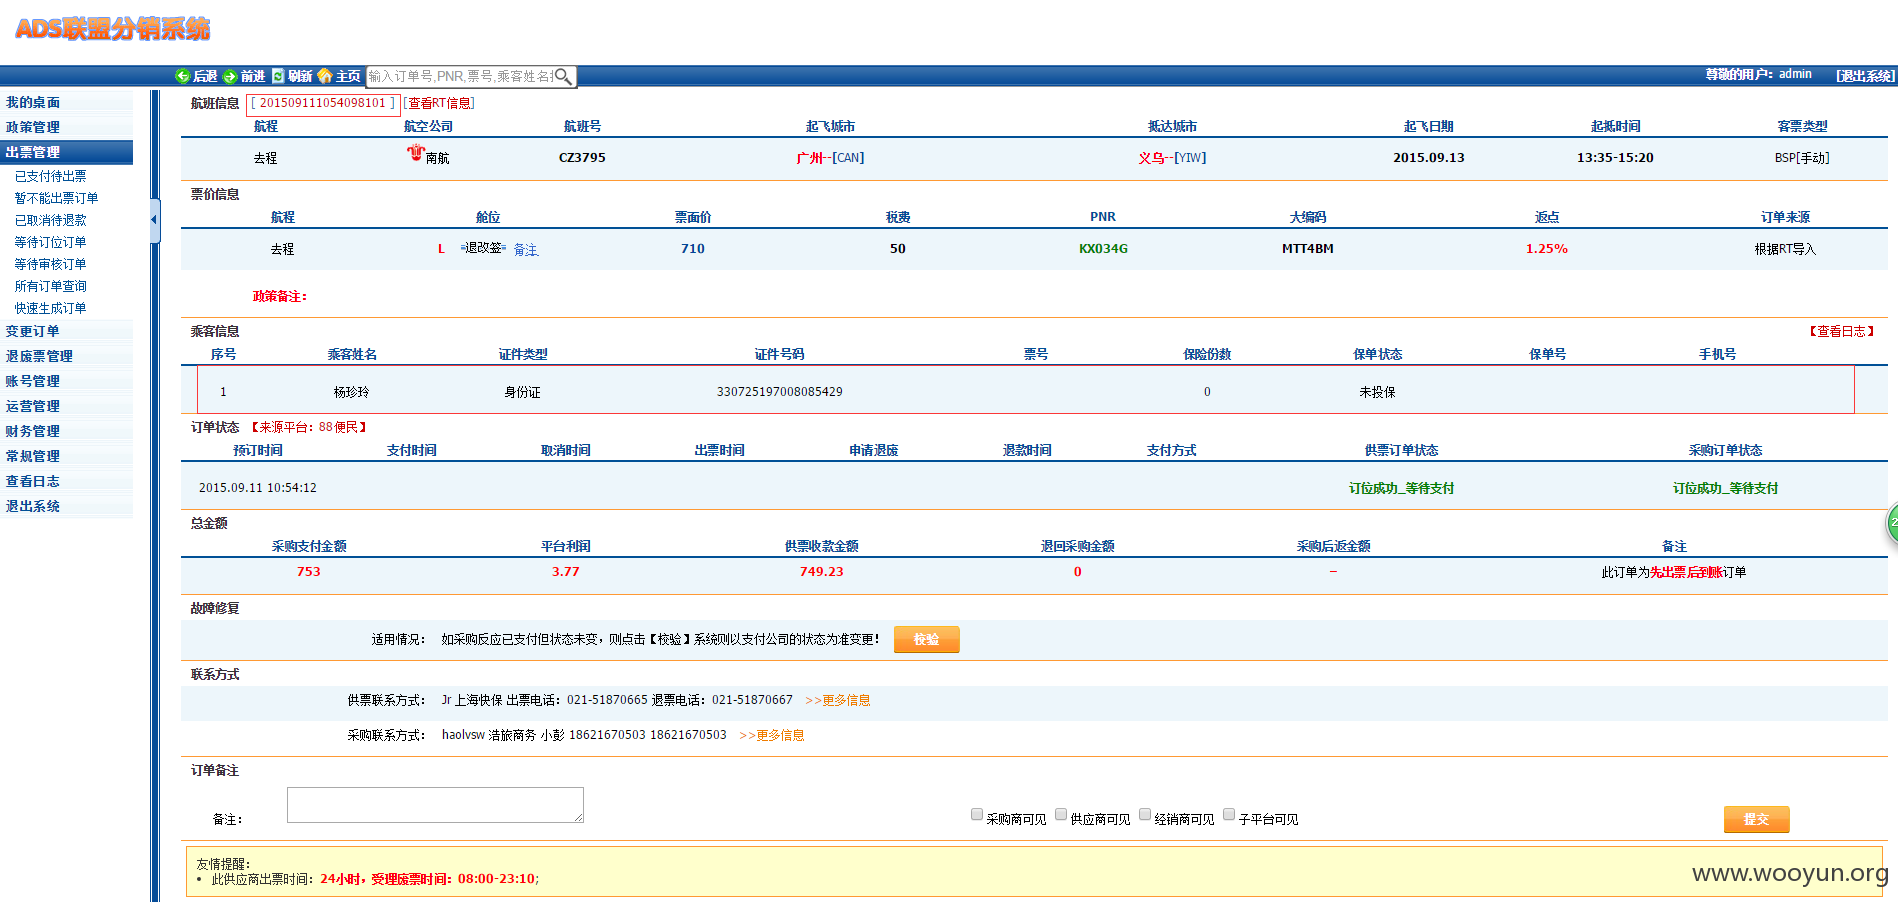 ADS联盟分销系统
后退 前进 刷新 主页 输入订单号,PNR,票号,乘客姓名 尊敬的用户：admin [退出系统]
我的桌面
政策管理
出票管理
已支付待出票
暂不能出票订单
已取消待退款
等待订位订单
等待审核订单
所有订单查询
快速生成订单
变更订单
退废票管理
账号管理
运营管理
财务管理
常规管理
查看日志
退出系统
航班信息 [ 201509111054098101 ] [查看RT信息]
航程 航空公司 航班号 起飞城市 抵达城市 起飞日期 起抵时间 客票类型
去程 南航 CZ3795 广州--[CAN] 义乌--[YIW] 2015.09.13 13:35-15:20 BSP[手动]
票价信息
航程 舱位 票面价 税费 PNR 大编码 返点 订单来源
去程 L 退改签 备注 710 50 KX034G MTT4BM 1.25% 根据RT导入
政策备注：
乘客信息 【查看日志】
序号 乘客姓名 证件类型 证件号码 票号 保险份数 保单状态 保单号 手机号
1 杨珍玲 身份证 330725197008085429 0 未投保
订单状态 【来源平台：88便民】
预订时间 支付时间 取消时间 出票时间 申请退废 退款时间 支付方式 供票订单状态 采购订单状态
2015.09.11 10:54:12 订位成功_等待支付 订位成功_等待支付
总金额
采购支付金额 平台利润 供票收款金额 退回采购金额 采购后返金额 备注
753 3.77 749.23 0 -- 此订单为先出票后到账订单
故障修复
适用情况： 如采购反应已支付但状态未变，则点击【校验】系统则以支付公司的状态为准变更！ 校验
联系方式
供票联系方式： Jr 上海快保 出票电话：021-51870665 退票电话：021-51870667 >>更多信息
采购联系方式： haolvsw 浩旅商务 小彭 18621670503 18621670503 >>更多信息
订单备注
备注： 采购商可见 供应商可见 经销商可见 子平台可见 提交
友情提醒：
• 此供应商出票时间：24小时，受理废票时间：08:00-23:10;
www.wooyun.org